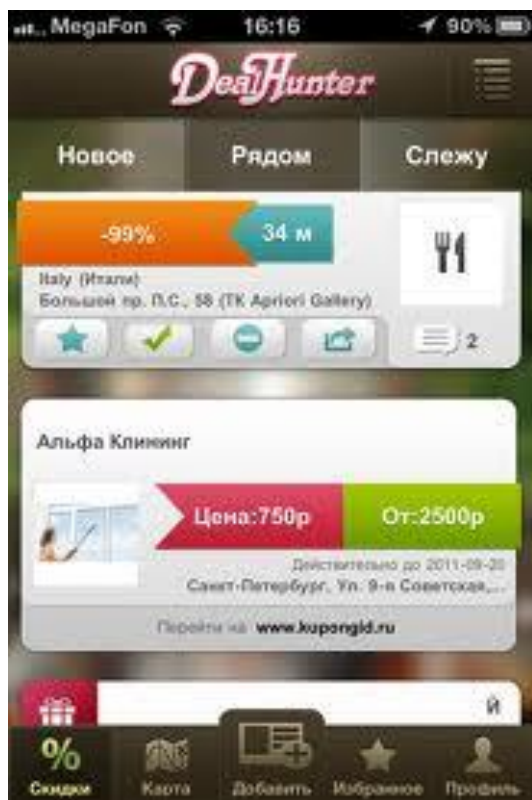 MegaFon 16:16 90%
DealHunter
Новое Рядом Слежу
-99% 34 м
Italy (Итали)
Большой пр. П.С., 58 (TK Apriori Gallery)
2
Альфа Клининг
Цена:750р От:2500р
Действительно до 2011-09-20
Санкт-Петербург, Ул. 9-я Советская,...
Перейти на www.kupongid.ru
й
%
Скидки Карта Добавить Избранное Профиль